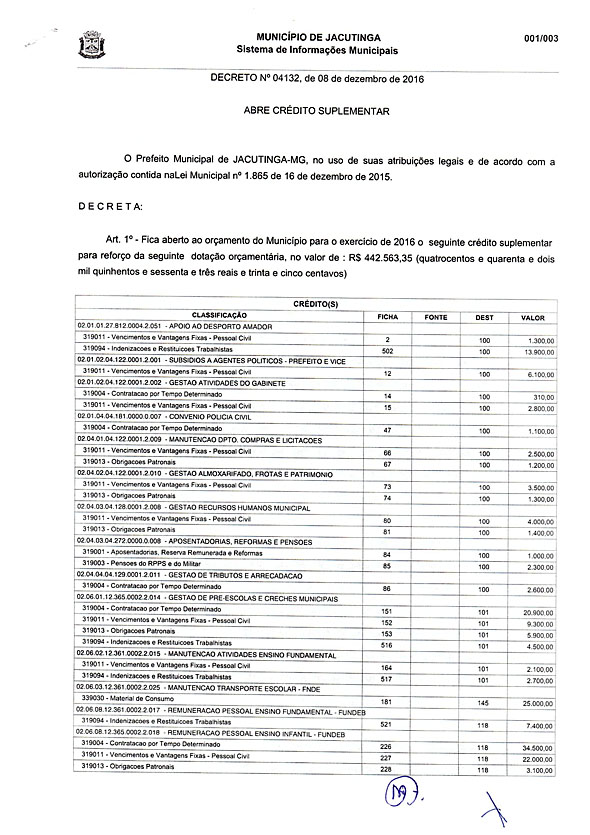 MUNICÍPIO DE JACUTINGA
001/003
Sistema de Informações Municipais
DECRETO Nº 04132, de 08 de dezembro de 2016
ABRE CRÉDITO SUPLEMENTAR
O Prefeito Municipal de JACUTINGA-MG, no uso de suas atribuições legais e de acordo com a
autorização contida naLei Municipal nº 1.865 de 16 de dezembro de 2015.
D E C R E T A:
Art. 1º - Fica aberto ao orçamento do Município para o exercício de 2016 o seguinte crédito suplementar
para reforço da seguinte dotação orçamentária, no valor de : R$ 442.563,35 (quatrocentos e quarenta e dois
mil quinhentos e sessenta e três reais e trinta e cinco centavos)
CRÉDITO(S)
CLASSIFICAÇÃO FICHA FONTE DEST VALOR
02.01.01.27.812.0004.2.051 - APOIO AO DESPORTO AMADOR
319011 - Vencimentos e Vantagens Fixas - Pessoal Civil 2 100 1.300,00
319094 - Indenizacoes e Restituicoes Trabalhistas 502 100 13.900,00
02.01.02.04.122.0001.2.001 - SUBSIDIOS A AGENTES POLITICOS - PREFEITO E VICE
319011 - Vencimentos e Vantagens Fixas - Pessoal Civil 12 100 6.100,00
02.01.02.04.122.0001.2.002 - GESTAO ATIVIDADES DO GABINETE
319004 - Contratacao por Tempo Determinado 14 100 310,00
319011 - Vencimentos e Vantagens Fixas - Pessoal Civil 15 100 2.800,00
02.01.04.04.181.0000.0.007 - CONVENIO POLICIA CIVIL
319004 - Contratacao por Tempo Determinado 47 100 1.100,00
02.04.01.04.122.0001.2.009 - MANUTENCAO DPTO. COMPRAS E LICITACOES
319011 - Vencimentos e Vantagens Fixas - Pessoal Civil 66 100 2.500,00
319013 - Obrigacoes Patronais 67 100 1.200,00
02.04.02.04.122.0001.2.010 - GESTAO ALMOXARIFADO, FROTAS E PATRIMONIO
319011 - Vencimentos e Vantagens Fixas - Pessoal Civil 73 100 3.500,00
319013 - Obrigacoes Patronais 74 100 1.300,00
02.04.03.04.128.0001.2.008 - GESTAO RECURSOS HUMANOS MUNICIPAL
319011 - Vencimentos e Vantagens Fixas - Pessoal Civil 80 100 4.000,00
319013 - Obrigacoes Patronais 81 100 1.400,00
02.04.03.04.272.0000.0.008 - APOSENTADORIAS, REFORMAS E PENSOES
319001 - Aposentadorias, Reserva Remunerada e Reformas 84 100 1.000,00
319003 - Pensoes do RPPS e do Militar 85 100 2.300,00
02.04.04.04.129.0001.2.011 - GESTAO DE TRIBUTOS E ARRECADACAO
319004 - Contratacao por Tempo Determinado 86 100 2.600,00
02.06.01.12.365.0002.2.014 - GESTAO DE PRE-ESCOLAS E CRECHES MUNICIPAIS
319004 - Contratacao por Tempo Determinado 151 101 20.900,00
319011 - Vencimentos e Vantagens Fixas - Pessoal Civil 152 101 9.300,00
319013 - Obrigacoes Patronais 153 101 5.900,00
319094 - Indenizacoes e Restituicoes Trabalhistas 516 101 4.500,00
02.06.02.12.361.0002.2.015 - MANUTENCAO ATIVIDADES ENSINO FUNDAMENTAL
319011 - Vencimentos e Vantagens Fixas - Pessoal Civil 164 101 2.100,00
319094 - Indenizacoes e Restituicoes Trabalhistas 517 101 2.700,00
02.06.03.12.361.0002.2.025 - MANUTENCAO TRANSPORTE ESCOLAR - FNDE
339030 - Material de Consumo 181 145 25.000,00
02.06.08.12.361.0002.2.017 - REMUNERAÇAO PESSOAL ENSINO FUNDAMENTAL - FUNDEB
319094 - Indenizacoes e Restituicoes Trabalhistas 521 118 7.400,00
02.06.08.12.365.0002.2.018 - REMUNERACAO PESSOAL ENSINO INFANTIL - FUNDEB
319004 - Contratacao por Tempo Determinado 226 118 34.500,00
319011 - Vencimentos e Vantagens Fixas - Pessoal Civil 227 118 22.000,00
319013 - Obrigacoes Patronais 228 118 3.100,00